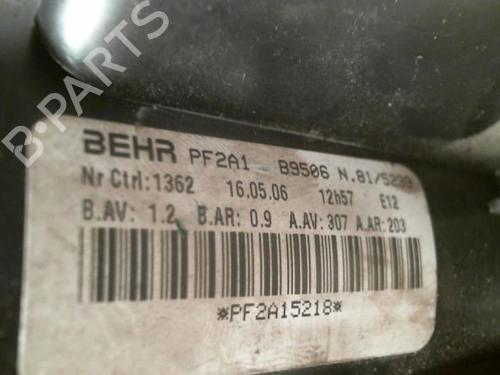 BEHR PF2A1 B9506 N.81/5239
Nr Ctrl:1362 16.05.06 12h57 E12
B.AV: 1.2 B.AR: 0.9 A.AV:307 A.AR:203
*PF2A15218*
B-PARTS